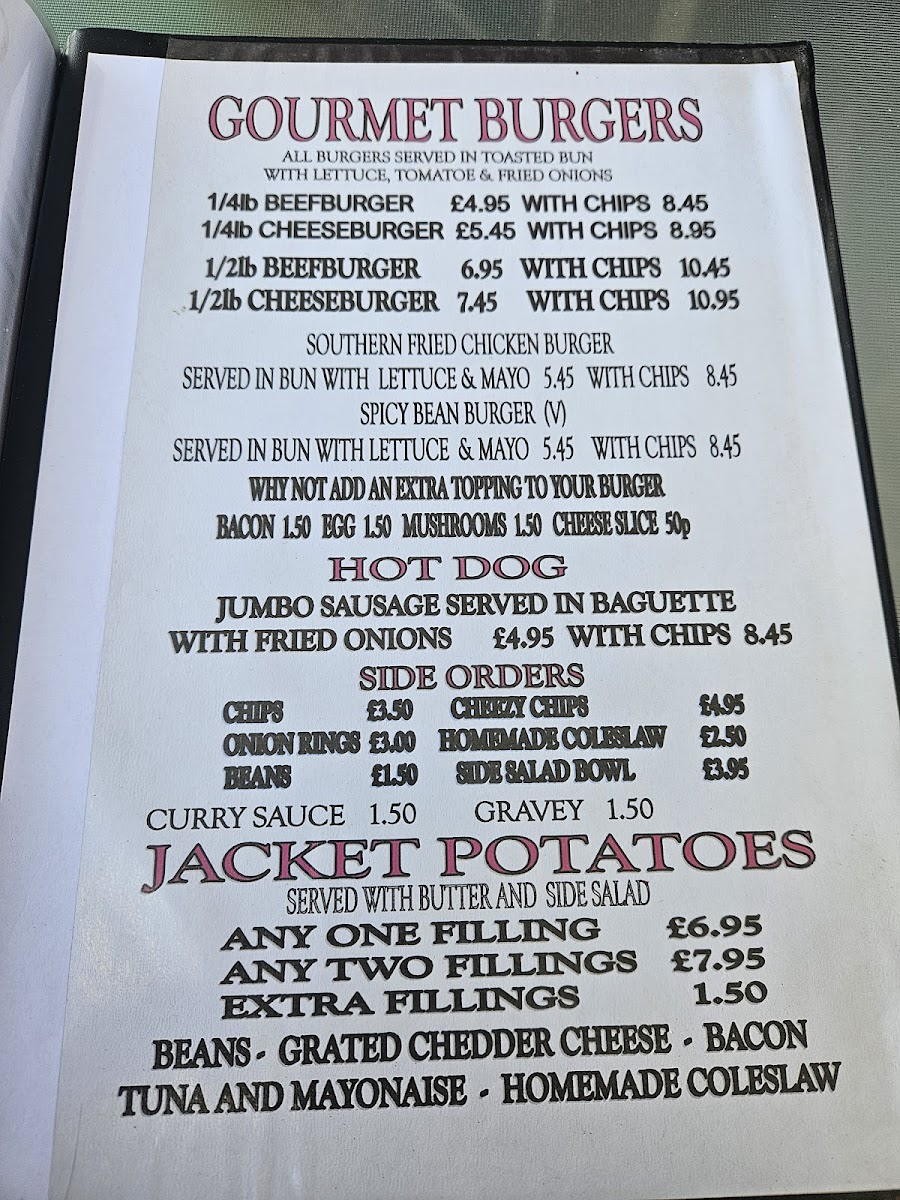 GOURMET BURGERS
ALL BURGERS SERVED IN TOASTED BUN
WITH LETTUCE, TOMATOE & FRIED ONIONS
1/4lb BEEFBURGER £4.95 WITH CHIPS 8.45
1/4lb CHEESEBURGER £5.45 WITH CHIPS 8.95
1/2lb BEEFBURGER 6.95 WITH CHIPS 10.45
1/2lb CHEESEBURGER 7.45 WITH CHIPS 10.95
SOUTHERN FRIED CHICKEN BURGER
SERVED IN BUN WITH LETTUCE & MAYO 5.45 WITH CHIPS 8.45
SPICY BEAN BURGER (V)
SERVED IN BUN WITH LETTUCE & MAYO 5.45 WITH CHIPS 8.45
WHY NOT ADD AN EXTRA TOPPING TO YOUR BURGER
BACON 1.50 EGG 1.50 MUSHROOMS 1.50 CHEESE SLICE 50p
HOT DOG
JUMBO SAUSAGE SERVED IN BAGUETTE
WITH FRIED ONIONS £4.95 WITH CHIPS 8.45
SIDE ORDERS
CHIPS £3.50 CHEEZY CHIPS £4.95
ONION RINGS £3.00 HOMEMADE COLESLAW £2.50
BEANS £1.50 SIDE SALAD BOWL £3.95
CURRY SAUCE 1.50 GRAVEY 1.50
JACKET POTATOES
SERVED WITH BUTTER AND SIDE SALAD
ANY ONE FILLING £6.95
ANY TWO FILLINGS £7.95
EXTRA FILLINGS 1.50
BEANS - GRATED CHEDDER CHEESE - BACON
TUNA AND MAYONAISE - HOMEMADE COLESLAW